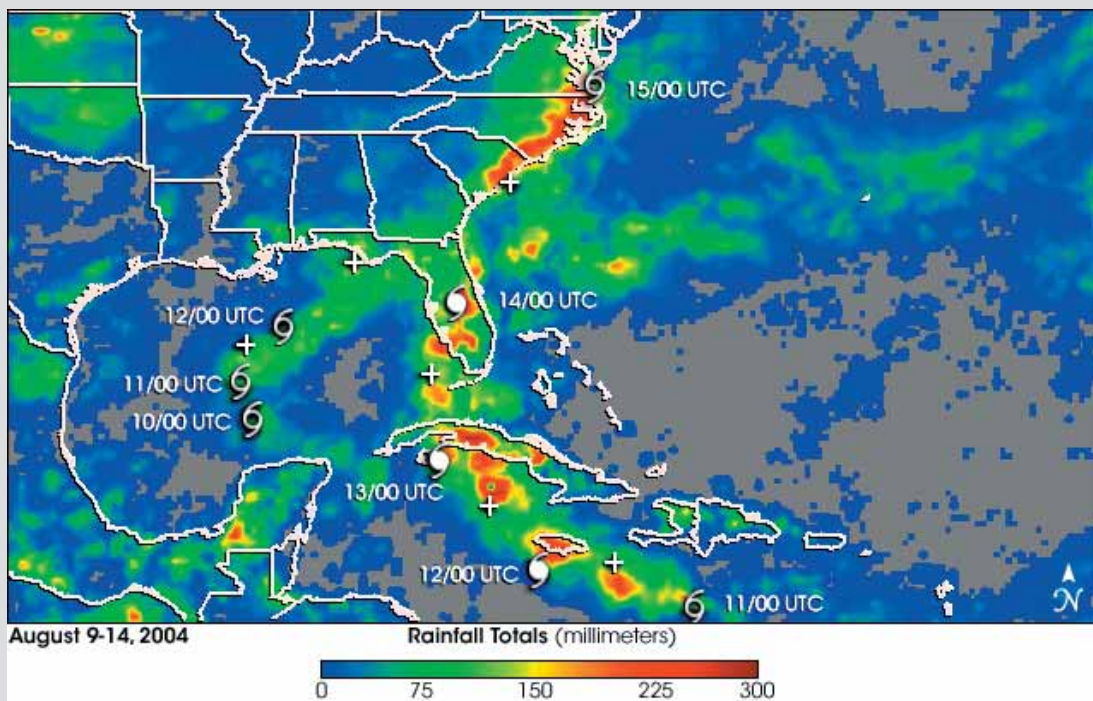 15/00 UTC
14/00 UTC
12/00 UTC
11/00 UTC
10/00 UTC
13/00 UTC
12/00 UTC
11/00 UTC
N
August 9-14, 2004
Rainfall Totals (millimeters)
0 75 150 225 300